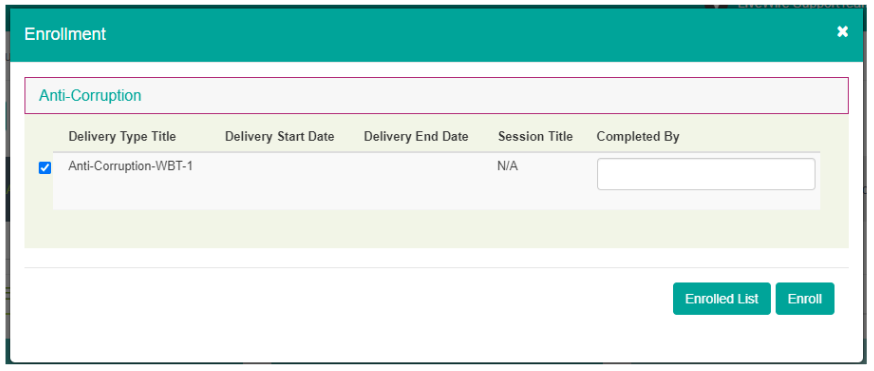 Enrollment
Anti-Corruption
Delivery Type Title Delivery Start Date Delivery End Date Session Title Completed By
Anti-Corruption-WBT-1 N/A
Enrolled List Enroll